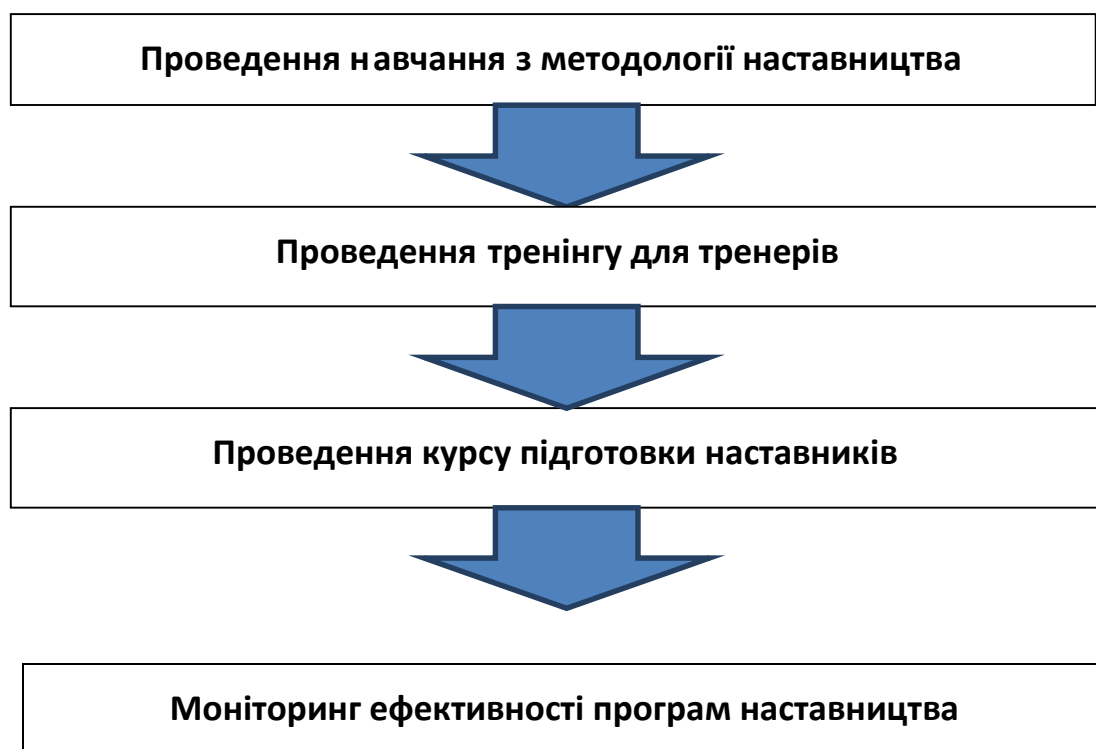 Проведення навчання з методології наставництва
Проведення тренінгу для тренерів
Проведення курсу підготовки наставників
Моніторинг ефективності програм наставництва